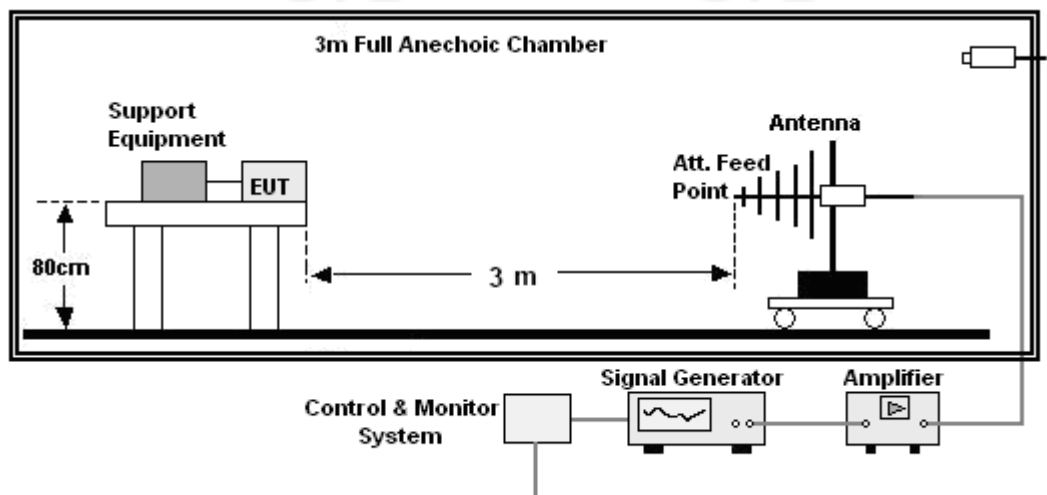 3m Full Anechoic Chamber
Support
Equipment
EUT
80cm
3 m
Antenna
Att. Feed
Point
Signal Generator
Amplifier
Control & Monitor
System